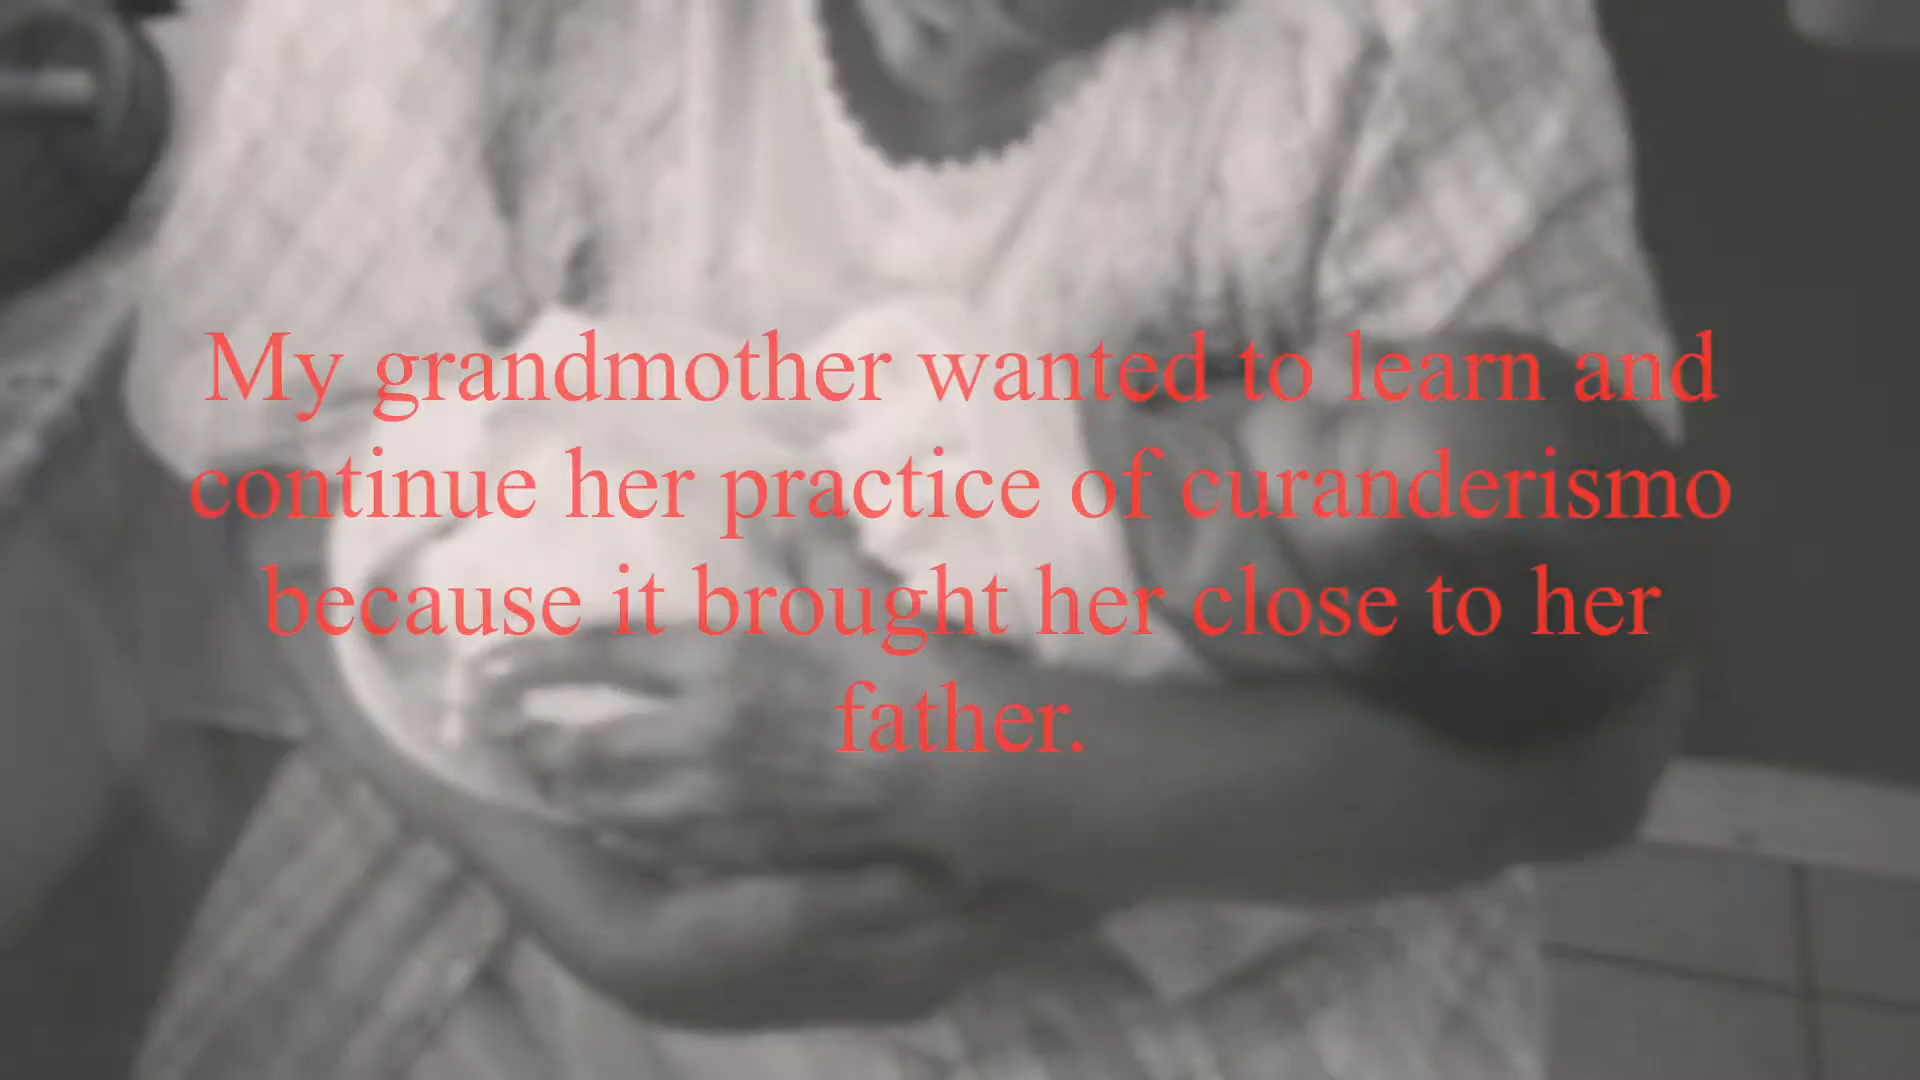 My grandmother wanted to learn and
continue her practice of curanderismo
because it brought her close to her
father.